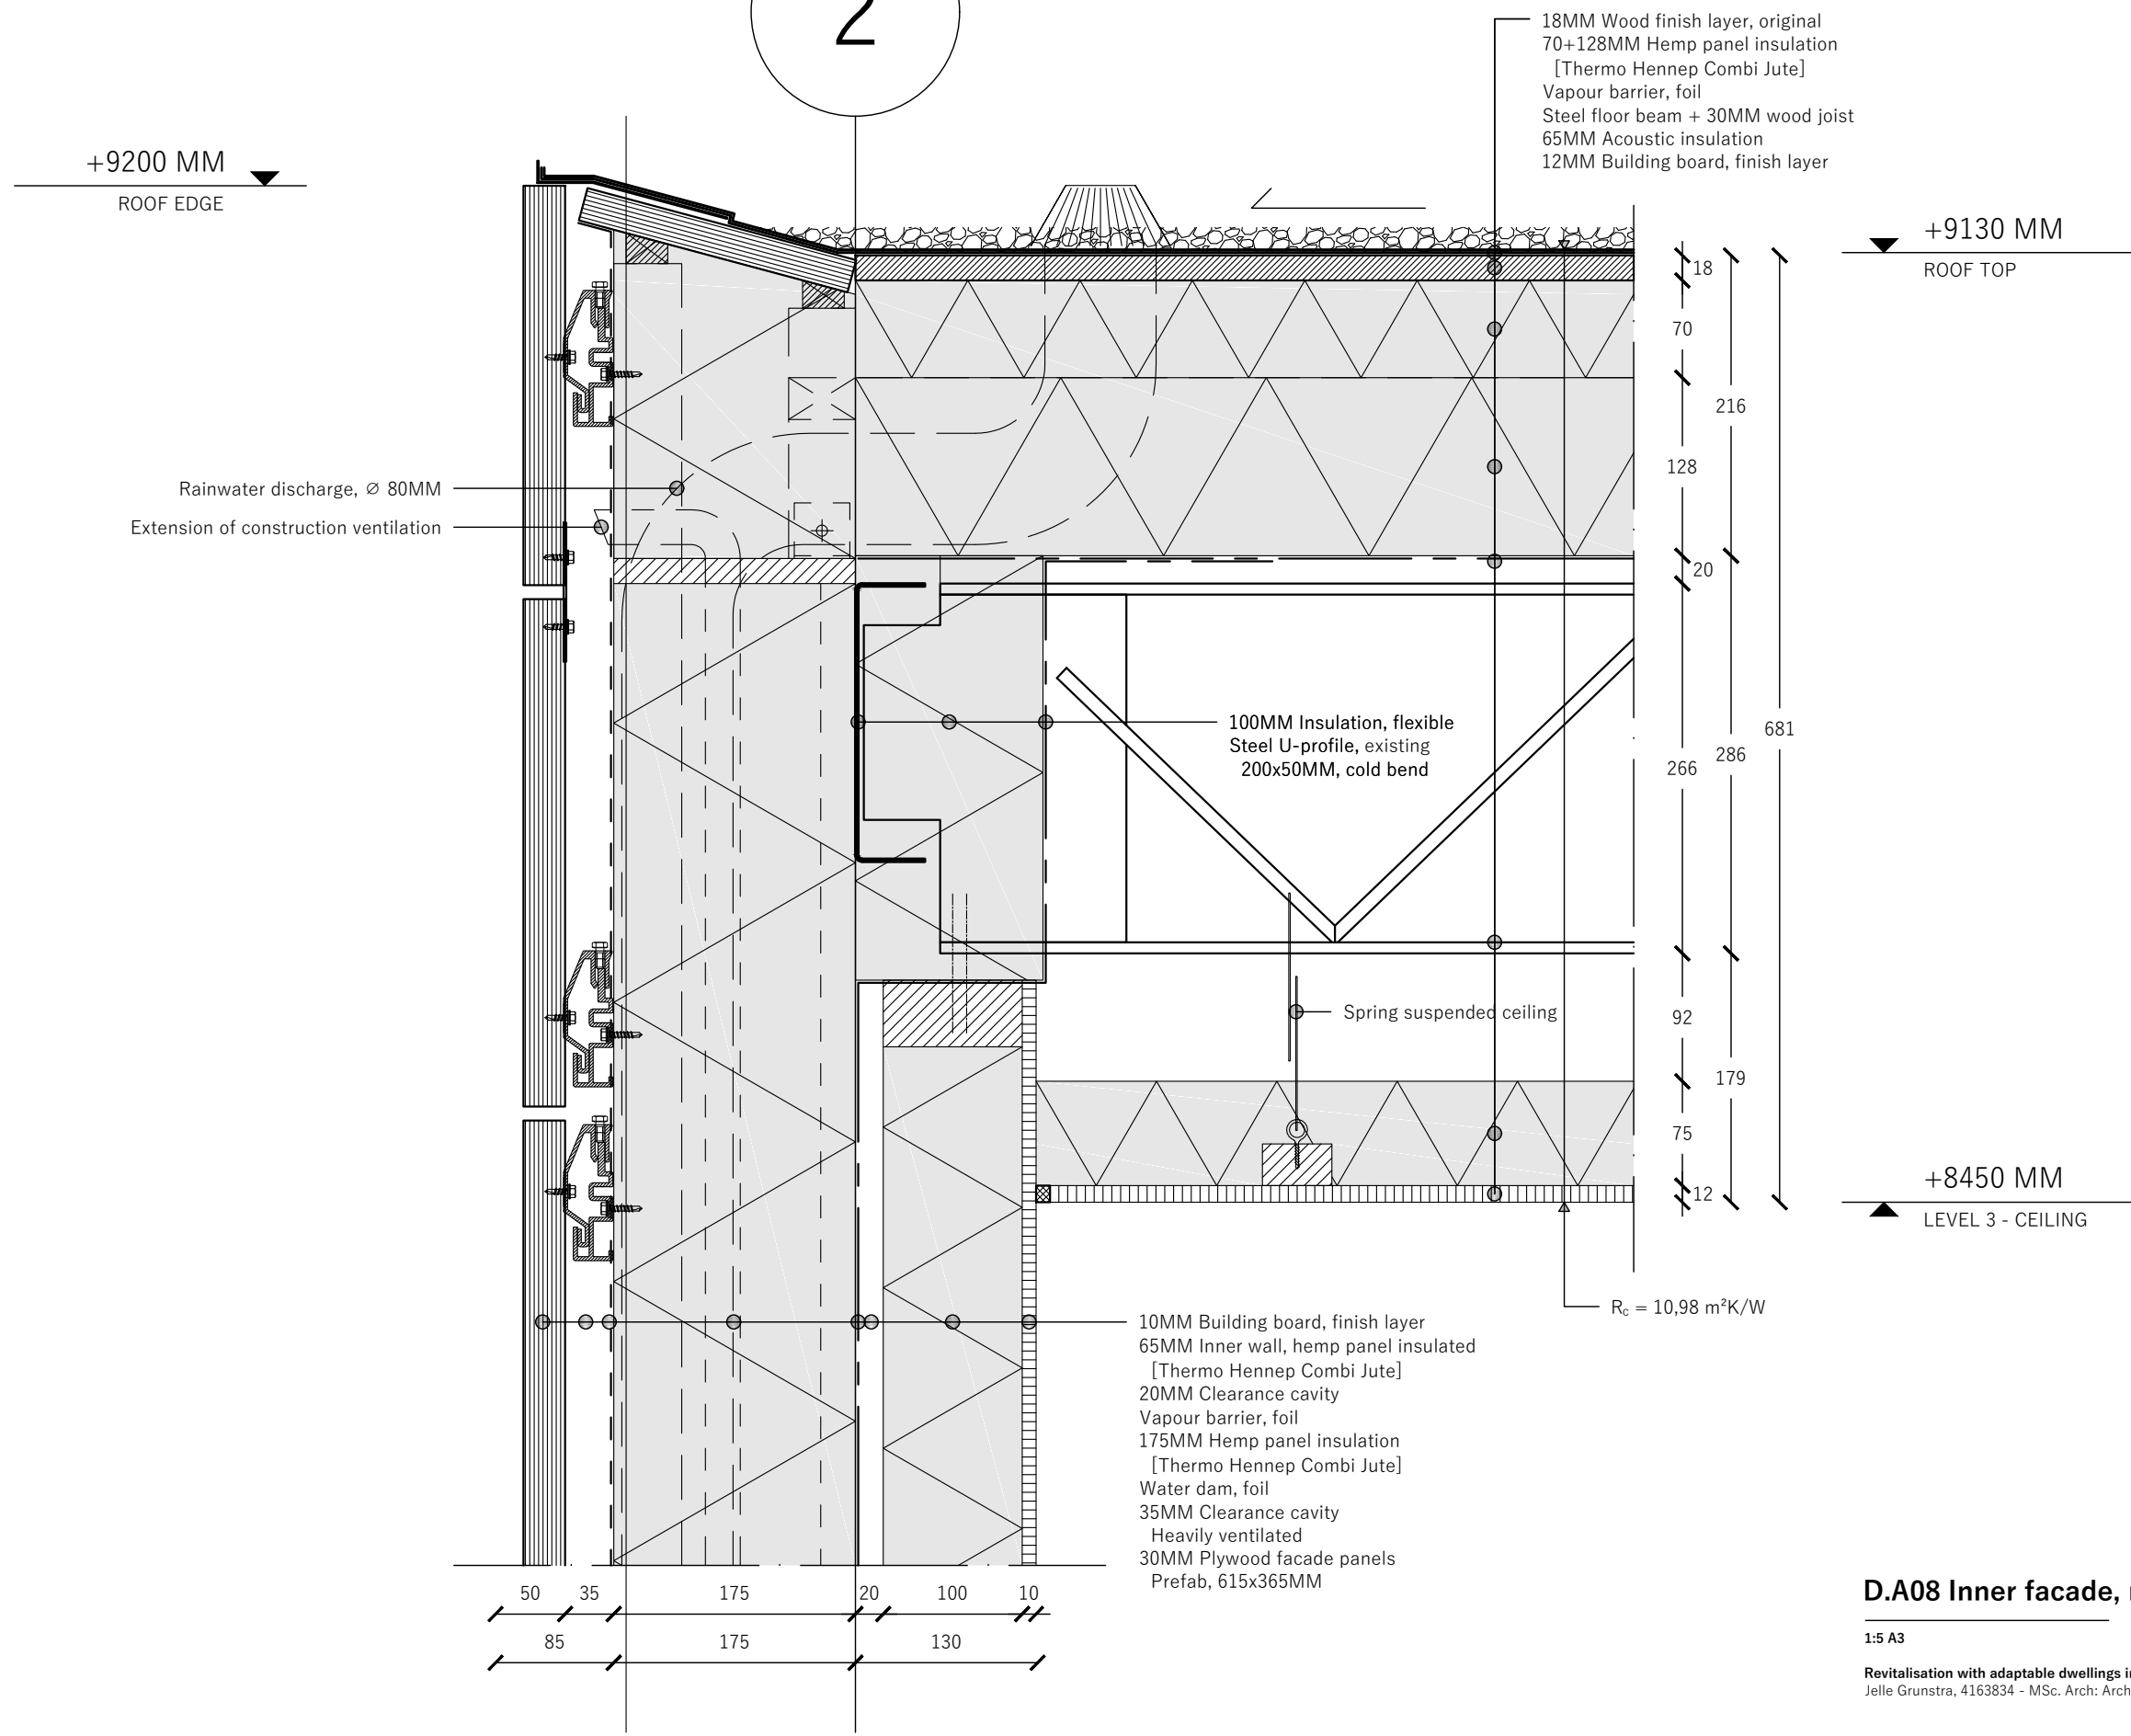 2
18MM Wood finish layer, original
70+128MM Hemp panel insulation
[Thermo Hennep Combi Jute]
Vapour barrier, foil
Steel floor beam + 30MM wood joist
65MM Acoustic insulation
12MM Building board, finish layer
+9200 MM
ROOF EDGE
+9130 MM
ROOF TOP
18
70
216
128
20
Rainwater discharge, ∅ 80MM
Extension of construction ventilation
100MM Insulation, flexible
Steel U-profile, existing
200x50MM, cold bend
681
266
286
Spring suspended ceiling
92
179
75
12
+8450 MM
LEVEL 3 - CEILING
Rc = 10,98 m²K/W
10MM Building board, finish layer
65MM Inner wall, hemp panel insulated
[Thermo Hennep Combi Jute]
20MM Clearance cavity
Vapour barrier, foil
175MM Hemp panel insulation
[Thermo Hennep Combi Jute]
Water dam, foil
35MM Clearance cavity
Heavily ventilated
30MM Plywood facade panels
Prefab, 615x365MM
50 35 175 20 100 10
85 175 130
D.A08 Inner facade,
1:5 A3
Revitalisation with adaptable dwellings
Jelle Grunstra, 4163834 - MSc. Arch: Arch